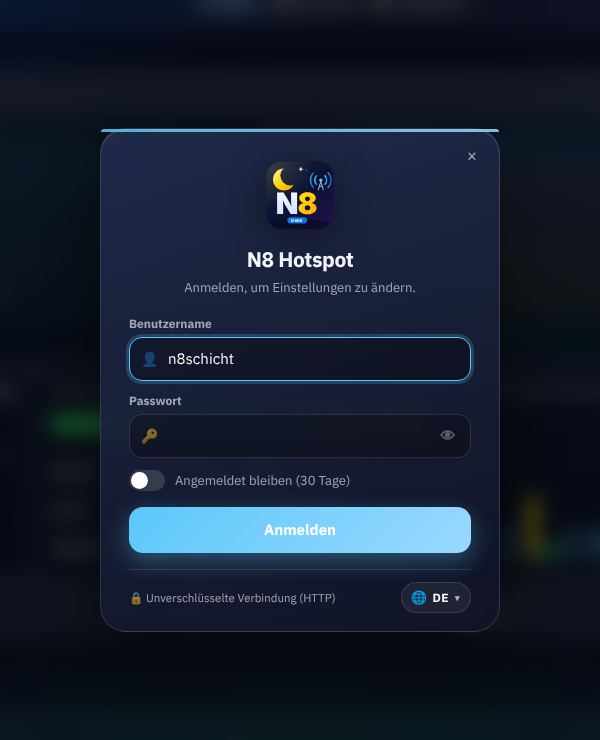 ×
N8
DMR
N8 Hotspot
Anmelden, um Einstellungen zu ändern.
Benutzername
n8schicht
Passwort
Angemeldet bleiben (30 Tage)
Anmelden
Unverschlüsselte Verbindung (HTTP)
DE